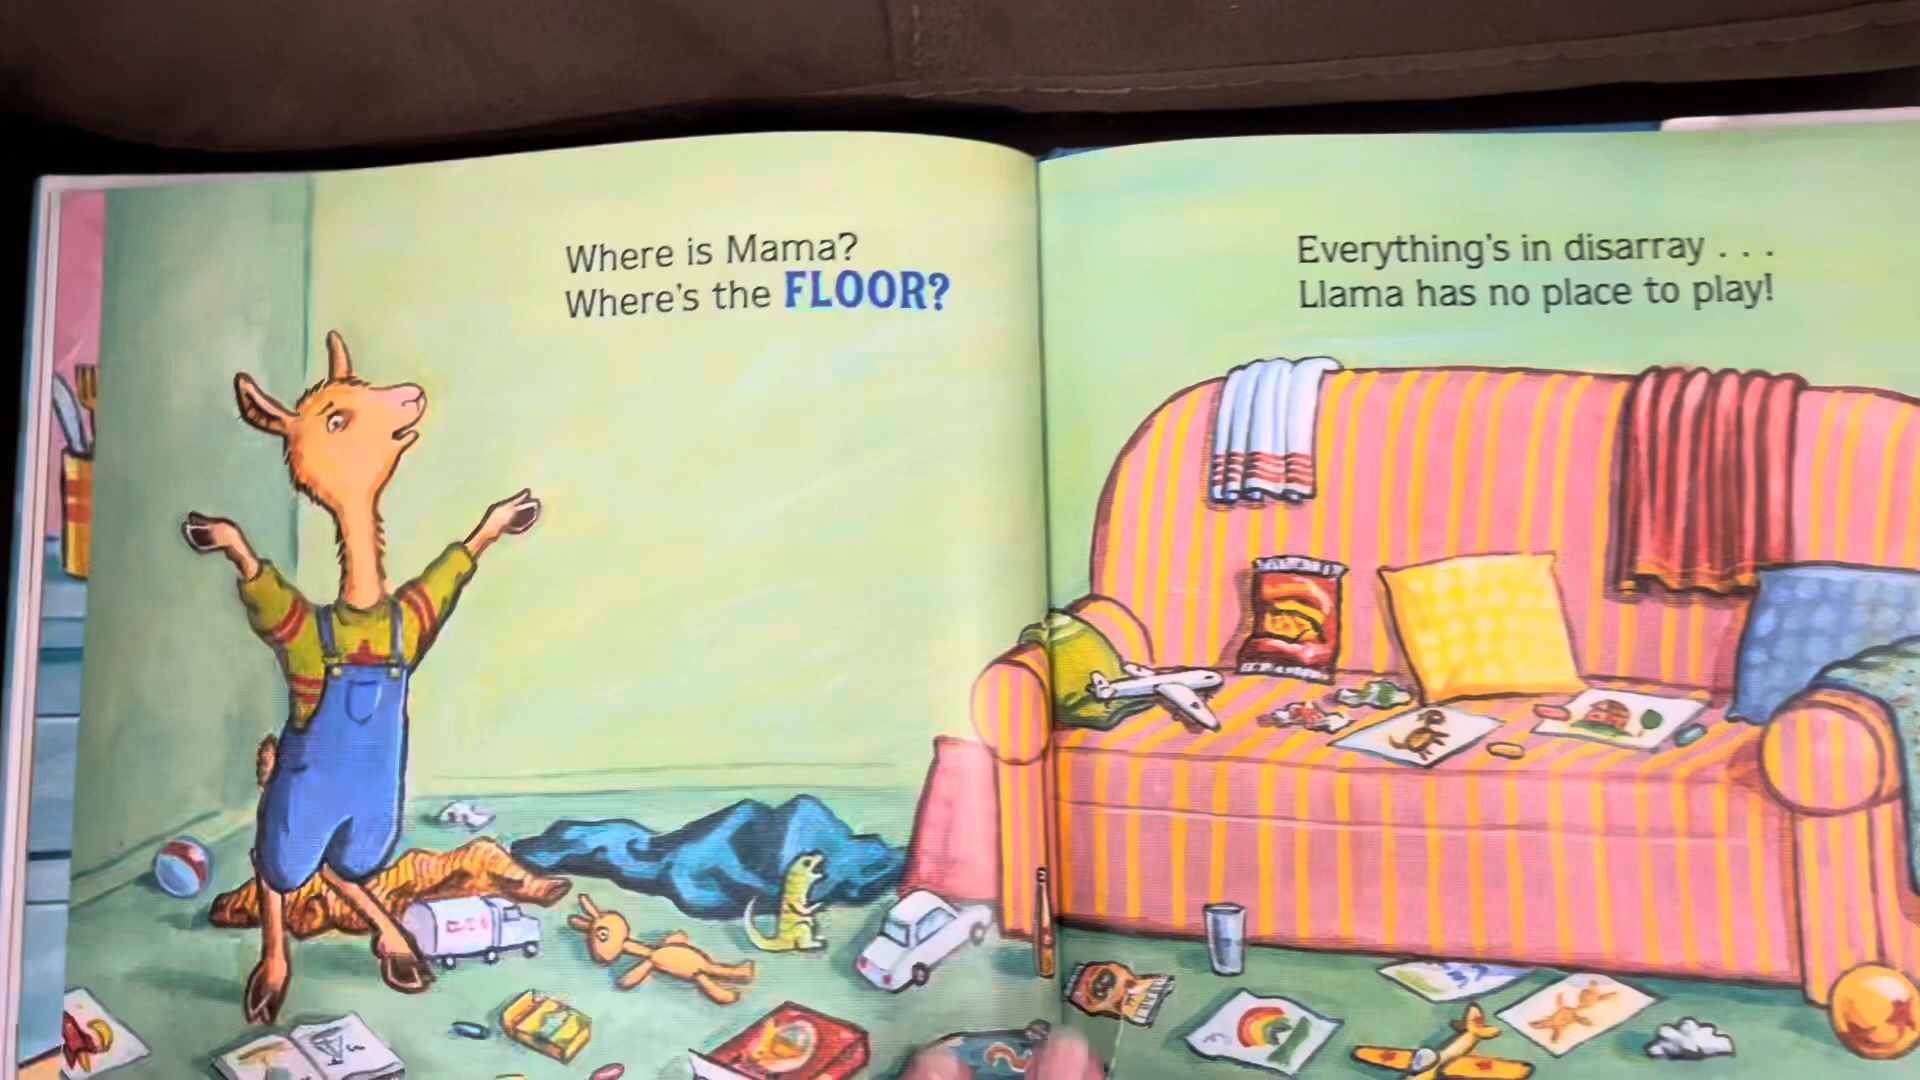 Where is Mama?
Where's the FLOOR?
Everything's in disarray . . .
Llama has no place to play!